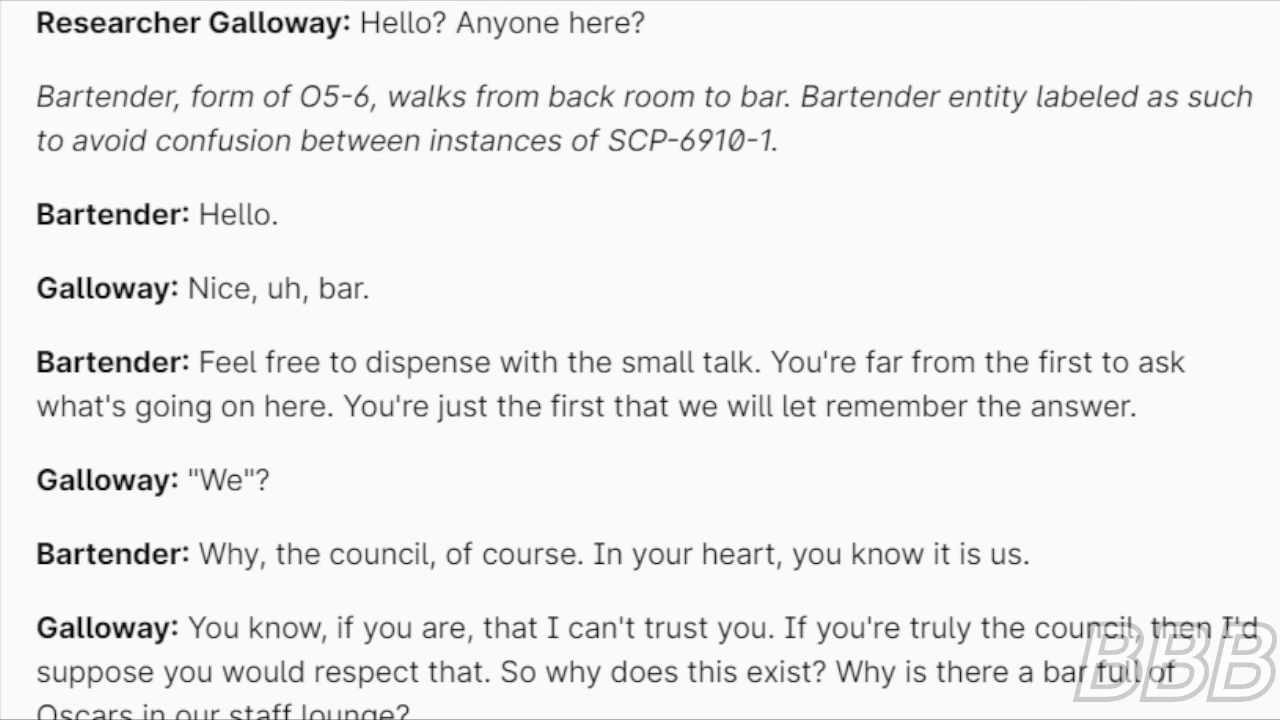 Researcher Galloway: Hello? Anyone here?
Bartender, form of O5-6, walks from back room to bar. Bartender entity labeled as such
to avoid confusion between instances of SCP-6910-1.
Bartender: Hello.
Galloway: Nice, uh, bar.
Bartender: Feel free to dispense with the small talk. You're far from the first to ask
what's going on here. You're just the first that we will let remember the answer.
Galloway: "We"?
Bartender: Why, the council, of course. In your heart, you know it is us.
Galloway: You know, if you are, that I can't trust you. If you're truly the council, then I'd
suppose you would respect that. So why does this exist? Why is there a bar full of
Oscars in our staff lounge?
BBB